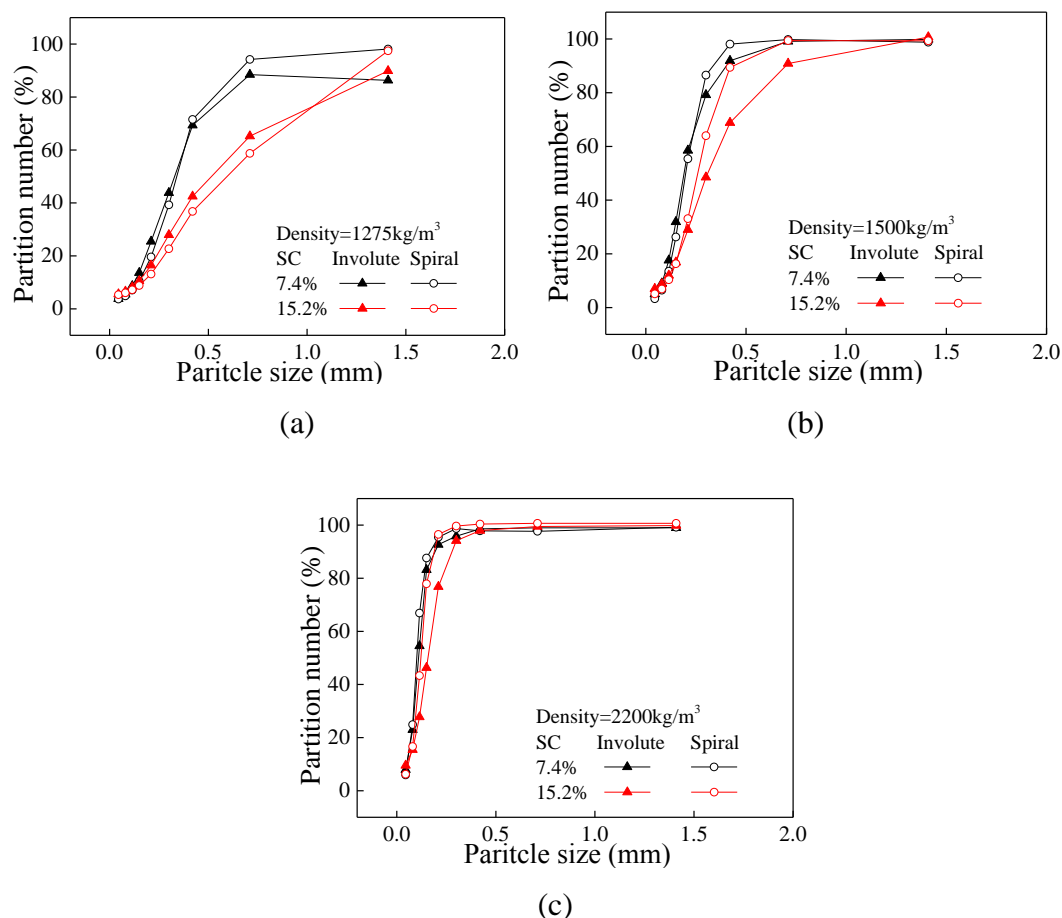 Partition number (%)
100
80
60
40
20
0
Density=1275kg/m³
SC Involute Spiral
7.4%
15.2%
0.0 0.5 1.0 1.5 2.0
Paritcle size (mm)
(a)
Partition number (%)
100
80
60
40
20
0
Density=1500kg/m³
SC Involute Spiral
7.4%
15.2%
0.0 0.5 1.0 1.5 2.0
Paritcle size (mm)
(b)
Partition number (%)
100
80
60
40
20
0
Density=2200kg/m³
SC Involute Spiral
7.4%
15.2%
0.0 0.4 1.0 1.5 2.0
Paritcle size (mm)
(c)